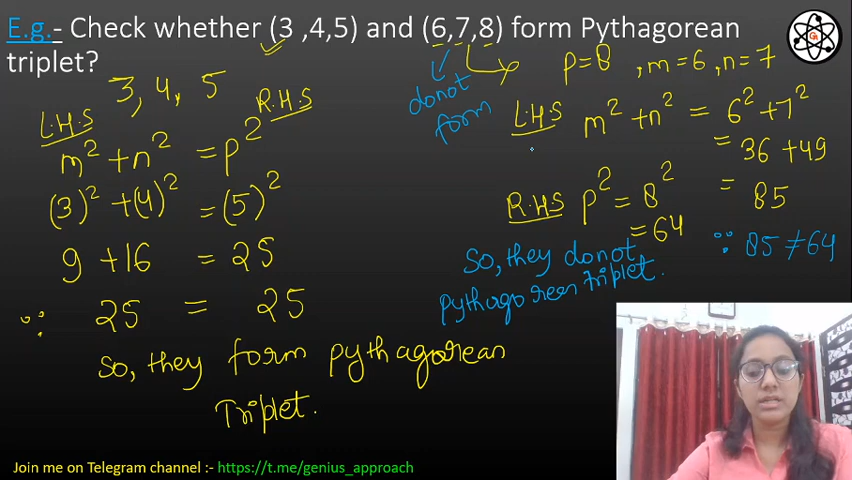 E.g.- Check whether (3 ,4,5) and (6,7,8) form Pythagorean
triplet?
3, 4, 5
L.H.S
R.H.S
m² + n² = p²
(3)² + (4)² = (5)²
9 + 16 = 25
∵ 25 = 25
So, they form pythagorean
Triplet.
donot
form
p=8 , m=6, n=7
L.H.S m² + n² = 6² + 7²
= 36 + 49
= 85
R.H.S p² = 8²
= 64
∵ 85 ≠ 64
So, they donot
pythagorean triplet.
GA
Join me on Telegram channel :- https://t.me/genius_approach